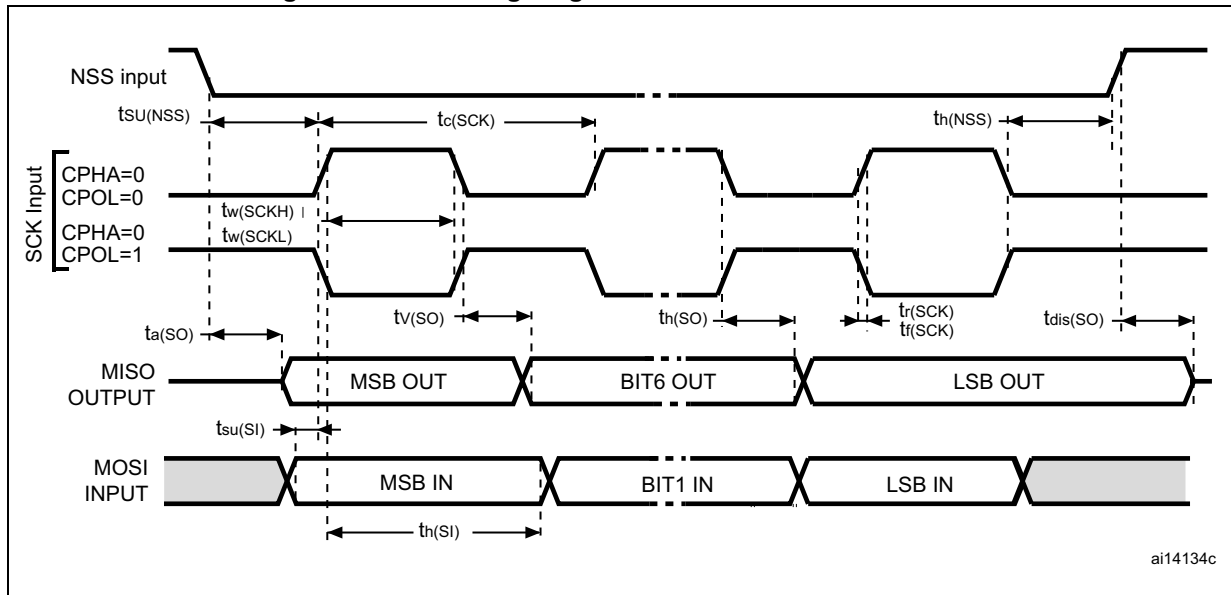 NSS input
tSU(NSS)
tc(SCK)
th(NSS)
SCK Input
CPHA=0
CPOL=0
tw(SCKH)
CPHA=0
tw(SCKL)
CPOL=1
tV(SO)
th(SO)
tr(SCK)
tf(SCK)
ta(SO)
tdis(SO)
MISO
OUTPUT
MSB OUT
BIT6 OUT
LSB OUT
tsu(SI)
MOSI
INPUT
MSB IN
BIT1 IN
LSB IN
th(SI)
ai14134c